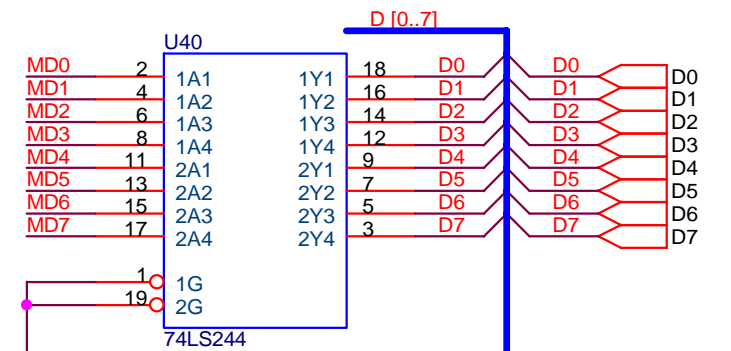 D [0..7]
U40
MD0 2 1A1 1Y1 18 D0 D0 D0
MD1 4 1A2 1Y2 16 D1 D1 D1
MD2 6 1A3 1Y3 14 D2 D2 D2
MD3 8 1A4 1Y4 12 D3 D3 D3
MD4 11 2A1 2Y1 9 D4 D4 D4
MD5 13 2A2 2Y2 7 D5 D5 D5
MD6 15 2A3 2Y3 5 D6 D6 D6
MD7 17 2A4 2Y4 3 D7 D7 D7
1 1G
19 2G
74LS244